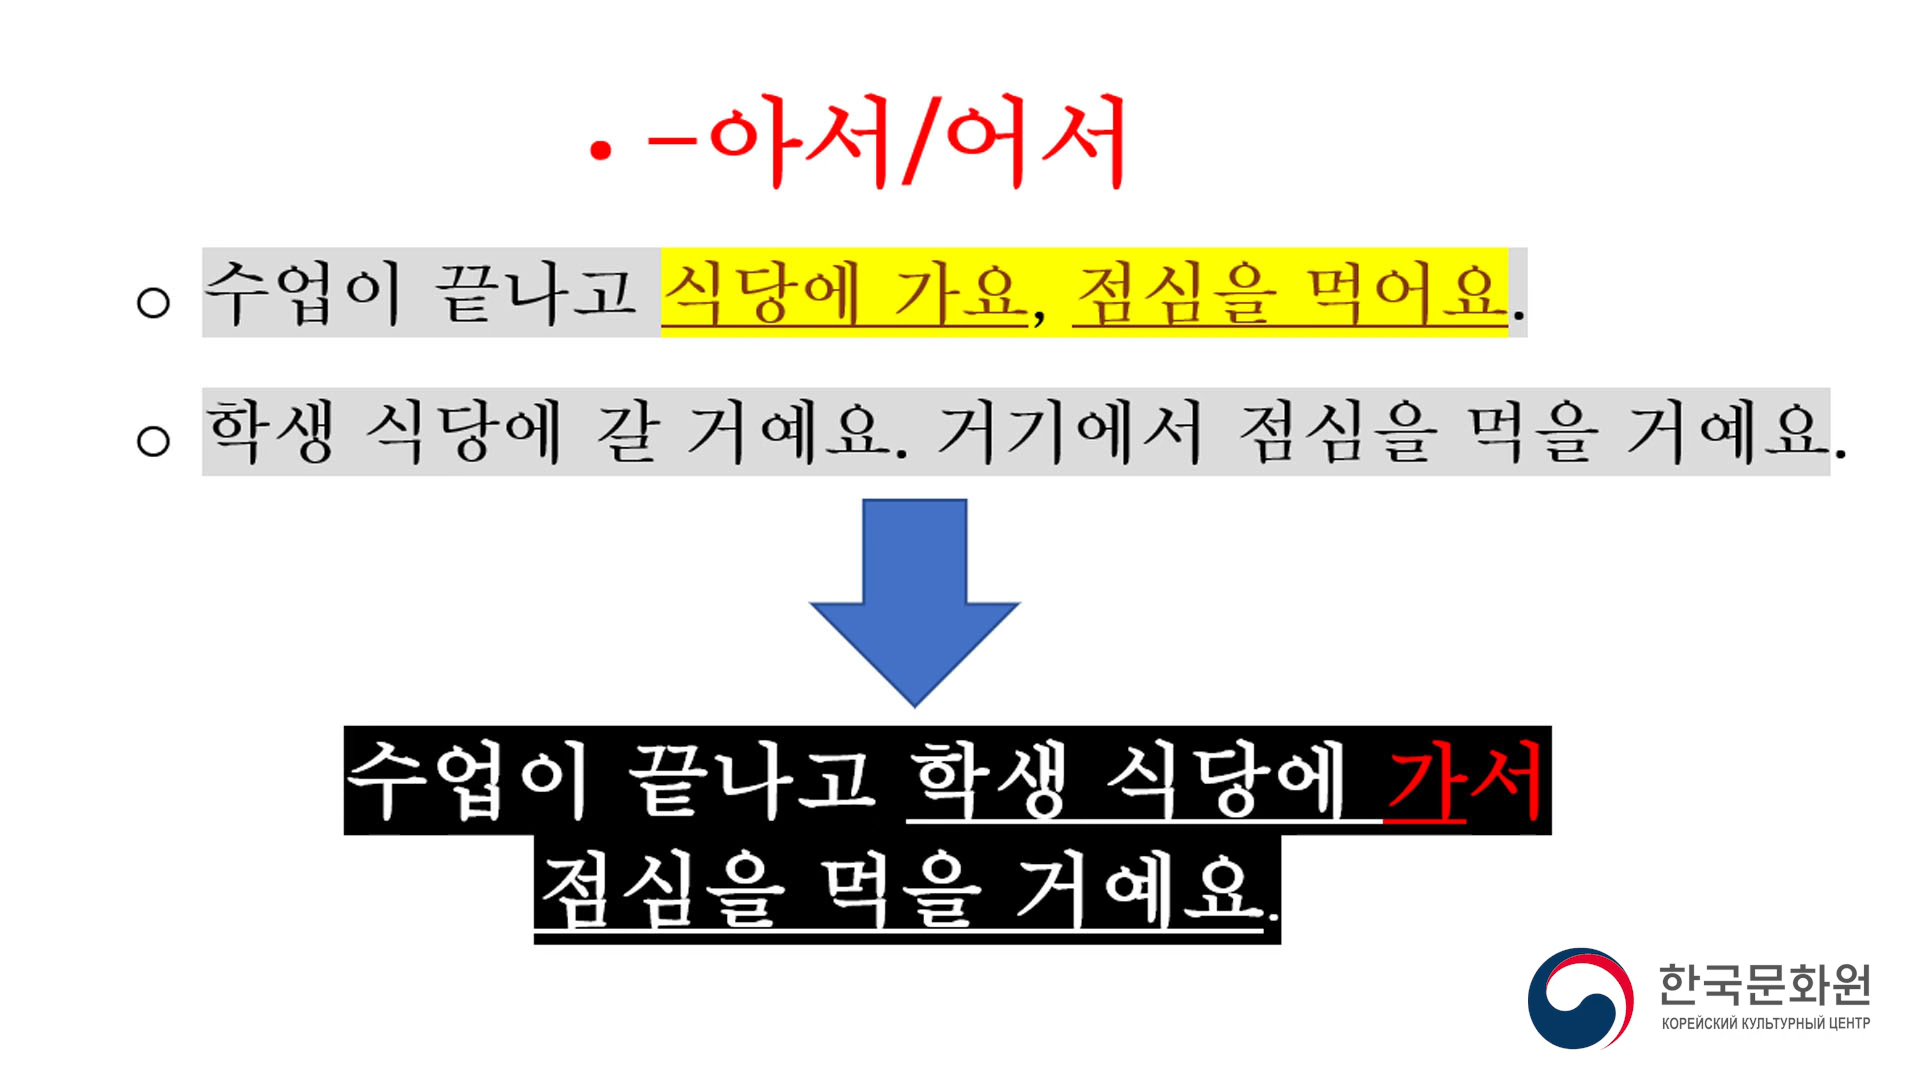 • -아서/어서
○ 수업이 끝나고 식당에 가요, 점심을 먹어요.
○ 학생 식당에 갈 거예요. 거기에서 점심을 먹을 거예요.
수업이 끝나고 학생 식당에 가서
점심을 먹을 거예요.
한국문화원
КОРЕЙСКИЙ КУЛЬТУРНЫЙ ЦЕНТР